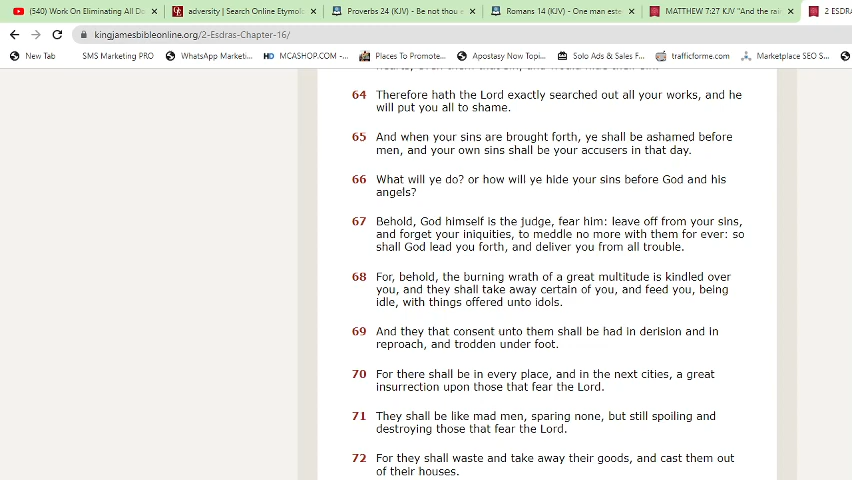 (540) Work On Eliminating All Do
adversity | Search Online Etymolo
Proverbs 24 (KJV) - Be not thou e
Romans 14 (KJV) - One man este
MATTHEW 7:27 KJV "And the rai
2 ESDRA
kingjamesbibleonline.org/2-Esdras-Chapter-16/
New Tab
SMS Marketing PRO
WhatsApp Market...
MCASHOP.COM -...
Places To Promote...
Apostasy Now Topi...
Solo Ads & Sales F...
trafficforme.com
Marketplace SEO S...
64 Therefore hath the Lord exactly searched out all your works, and he
will put you all to shame.
65 And when your sins are brought forth, ye shall be ashamed before
men, and your own sins shall be your accusers in that day.
66 What will ye do? or how will ye hide your sins before God and his
angels?
67 Behold, God himself is the judge, fear him: leave off from your sins,
and forget your iniquities, to meddle no more with them for ever: so
shall God lead you forth, and deliver you from all trouble.
68 For, behold, the burning wrath of a great multitude is kindled over
you, and they shall take away certain of you, and feed you, being
idle, with things offered unto idols.
69 And they that consent unto them shall be had in derision and in
reproach, and trodden under foot.
70 For there shall be in every place, and in the next cities, a great
insurrection upon those that fear the Lord.
71 They shall be like mad men, sparing none, but still spoiling and
destroying those that fear the Lord.
72 For they shall waste and take away their goods, and cast them out
of their houses.